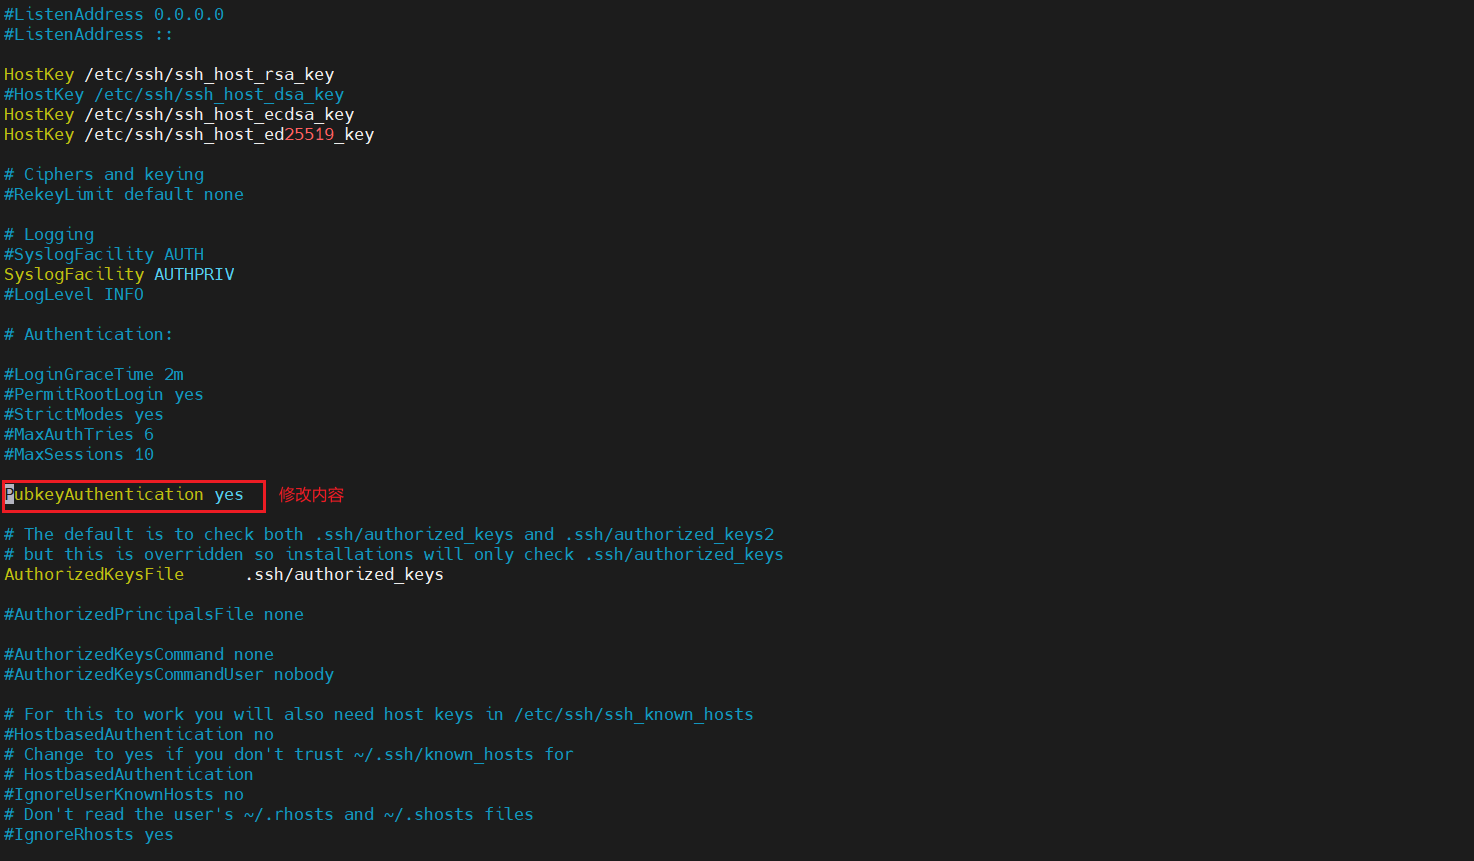 #ListenAddress 0.0.0.0
#ListenAddress ::
HostKey /etc/ssh/ssh_host_rsa_key
#HostKey /etc/ssh/ssh_host_dsa_key
HostKey /etc/ssh/ssh_host_ecdsa_key
HostKey /etc/ssh/ssh_host_ed25519_key
# Ciphers and keying
#RekeyLimit default none
# Logging
#SyslogFacility AUTH
SyslogFacility AUTHPRIV
#LogLevel INFO
# Authentication:
#LoginGraceTime 2m
#PermitRootLogin yes
#StrictModes yes
#MaxAuthTries 6
#MaxSessions 10
PubkeyAuthentication yes 修改内容
# The default is to check both .ssh/authorized_keys and .ssh/authorized_keys2
# but this is overridden so installations will only check .ssh/authorized_keys
AuthorizedKeysFile      .ssh/authorized_keys
#AuthorizedPrincipalsFile none
#AuthorizedKeysCommand none
#AuthorizedKeysCommandUser nobody
# For this to work you will also need host keys in /etc/ssh/ssh_known_hosts
#HostbasedAuthentication no
# Change to yes if you don't trust ~/.ssh/known_hosts for
# HostbasedAuthentication
#IgnoreUserKnownHosts no
# Don't read the user's ~/.rhosts and ~/.shosts files
#IgnoreRhosts yes